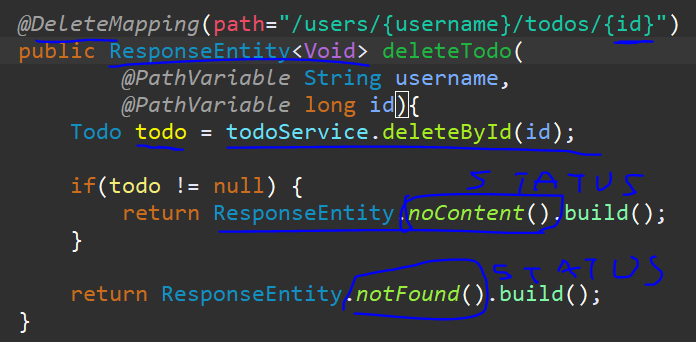 @DeleteMapping(path="/users/{username}/todos/{id}")
public ResponseEntity<Void> deleteTodo(
@PathVariable String username,
@PathVariable long id){
Todo todo = todoService.deleteById(id);
STATUS
if(todo != null) {
return ResponseEntity.noContent().build();
}
STATUS
return ResponseEntity.notFound().build();
}